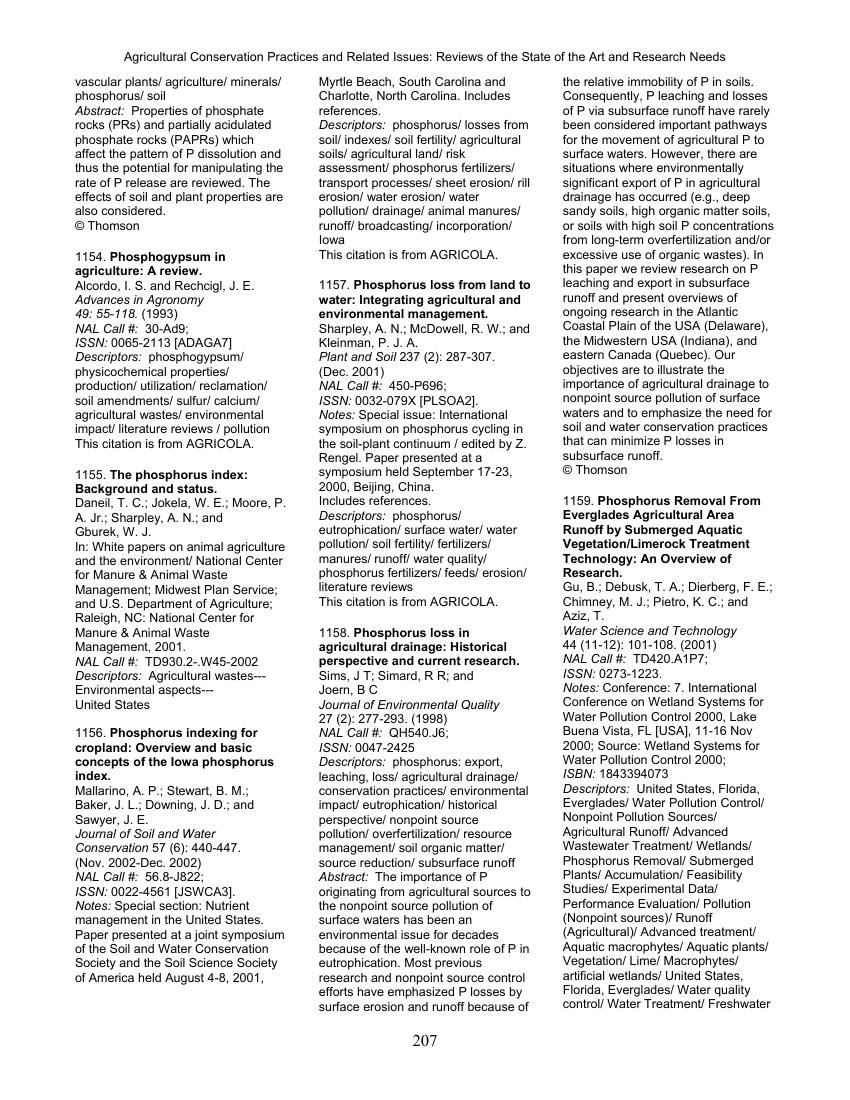 Agricultural Conservation Practices and Related Issues: Reviews of the State of the Art and Research Needs
vascular plants/ agriculture/ minerals/
phosphorus/ soil
Abstract: Properties of phosphate
rocks (PRs) and partially acidulated
phosphate rocks (PAPRs) which
affect the pattern of P dissolution and
thus the potential for manipulating the
rate of P release are reviewed. The
effects of soil and plant properties are
also considered.
© Thomson
1154. Phosphogypsum in
agriculture: A review.
Alcordo, I. S. and Rechcigl, J. E.
Advances in Agronomy
49: 55-118. (1993)
NAL Call #: 30-Ad9;
ISSN: 0065-2113 [ADAGA7]
Descriptors: phosphogypsum/
physicochemical properties/
production/ utilization/ reclamation/
soil amendments/ sulfur/ calcium/
agricultural wastes/ environmental
impact/ literature reviews / pollution
This citation is from AGRICOLA.
1155. The phosphorus index:
Background and status.
Daneil, T. C.; Jokela, W. E.; Moore, P.
A. Jr.; Sharpley, A. N.; and
Gburek, W. J.
In: White papers on animal agriculture
and the environment/ National Center
for Manure & Animal Waste
Management; Midwest Plan Service;
and U.S. Department of Agriculture;
Raleigh, NC: National Center for
Manure & Animal Waste
Management, 2001.
NAL Call #: TD930.2-.W45-2002
Descriptors: Agricultural wastes---
Environmental aspects---
United States
1156. Phosphorus indexing for
cropland: Overview and basic
concepts of the Iowa phosphorus
index.
Mallarino, A. P.; Stewart, B. M.;
Baker, J. L.; Downing, J. D.; and
Sawyer, J. E.
Journal of Soil and Water
Conservation 57 (6): 440-447.
(Nov. 2002-Dec. 2002)
NAL Call #: 56.8-J822;
ISSN: 0022-4561 [JSWCA3].
Notes: Special section: Nutrient
management in the United States.
Paper presented at a joint symposium
of the Soil and Water Conservation
Society and the Soil Science Society
of America held August 4-8, 2001,
Myrtle Beach, South Carolina and
Charlotte, North Carolina. Includes
references.
Descriptors: phosphorus/ losses from
soil/ indexes/ soil fertility/ agricultural
soils/ agricultural land/ risk
assessment/ phosphorus fertilizers/
transport processes/ sheet erosion/ rill
erosion/ water erosion/ water
pollution/ drainage/ animal manures/
runoff/ broadcasting/ incorporation/
Iowa
This citation is from AGRICOLA.
1157. Phosphorus loss from land to
water: Integrating agricultural and
environmental management.
Sharpley, A. N.; McDowell, R. W.; and
Kleinman, P. J. A.
Plant and Soil 237 (2): 287-307.
(Dec. 2001)
NAL Call #: 450-P696;
ISSN: 0032-079X [PLSOA2].
Notes: Special issue: International
symposium on phosphorus cycling in
the soil-plant continuum / edited by Z.
Rengel. Paper presented at a
symposium held September 17-23,
2000, Beijing, China.
Includes references.
Descriptors: phosphorus/
eutrophication/ surface water/ water
pollution/ soil fertility/ fertilizers/
manures/ runoff/ water quality/
phosphorus fertilizers/ feeds/ erosion/
literature reviews
This citation is from AGRICOLA.
1158. Phosphorus loss in
agricultural drainage: Historical
perspective and current research.
Sims, J T; Simard, R R; and
Joern, B C
Journal of Environmental Quality
27 (2): 277-293. (1998)
NAL Call #: QH540.J6;
ISSN: 0047-2425
Descriptors: phosphorus: export,
leaching, loss/ agricultural drainage/
conservation practices/ environmental
impact/ eutrophication/ historical
perspective/ nonpoint source
pollution/ overfertilization/ resource
management/ soil organic matter/
source reduction/ subsurface runoff
Abstract: The importance of P
originating from agricultural sources to
the nonpoint source pollution of
surface waters has been an
environmental issue for decades
because of the well-known role of P in
eutrophication. Most previous
research and nonpoint source control
efforts have emphasized P losses by
surface erosion and runoff because of
the relative immobility of P in soils.
Consequently, P leaching and losses
of P via subsurface runoff have rarely
been considered important pathways
for the movement of agricultural P to
surface waters. However, there are
situations where environmentally
significant export of P in agricultural
drainage has occurred (e.g., deep
sandy soils, high organic matter soils,
or soils with high soil P concentrations
from long-term overfertilization and/or
excessive use of organic wastes). In
this paper we review research on P
leaching and export in subsurface
runoff and present overviews of
ongoing research in the Atlantic
Coastal Plain of the USA (Delaware),
the Midwestern USA (Indiana), and
eastern Canada (Quebec). Our
objectives are to illustrate the
importance of agricultural drainage to
nonpoint source pollution of surface
waters and to emphasize the need for
soil and water conservation practices
that can minimize P losses in
subsurface runoff.
© Thomson
1159. Phosphorus Removal From
Everglades Agricultural Area
Runoff by Submerged Aquatic
Vegetation/Limerock Treatment
Technology: An Overview of
Research.
Gu, B.; Debusk, T. A.; Dierberg, F. E.;
Chimney, M. J.; Pietro, K. C.; and
Aziz, T.
Water Science and Technology
44 (11-12): 101-108. (2001)
NAL Call #: TD420.A1P7;
ISSN: 0273-1223.
Notes: Conference: 7. International
Conference on Wetland Systems for
Water Pollution Control 2000, Lake
Buena Vista, FL [USA], 11-16 Nov
2000; Source: Wetland Systems for
Water Pollution Control 2000;
ISBN: 1843394073
Descriptors: United States, Florida,
Everglades/ Water Pollution Control/
Nonpoint Pollution Sources/
Agricultural Runoff/ Advanced
Wastewater Treatment/ Wetlands/
Phosphorus Removal/ Submerged
Plants/ Accumulation/ Feasibility
Studies/ Experimental Data/
Performance Evaluation/ Pollution
(Nonpoint sources)/ Runoff
(Agricultural)/ Advanced treatment/
Aquatic macrophytes/ Aquatic plants/
Vegetation/ Lime/ Macrophytes/
artificial wetlands/ United States,
Florida, Everglades/ Water quality
control/ Water Treatment/ Freshwater
207